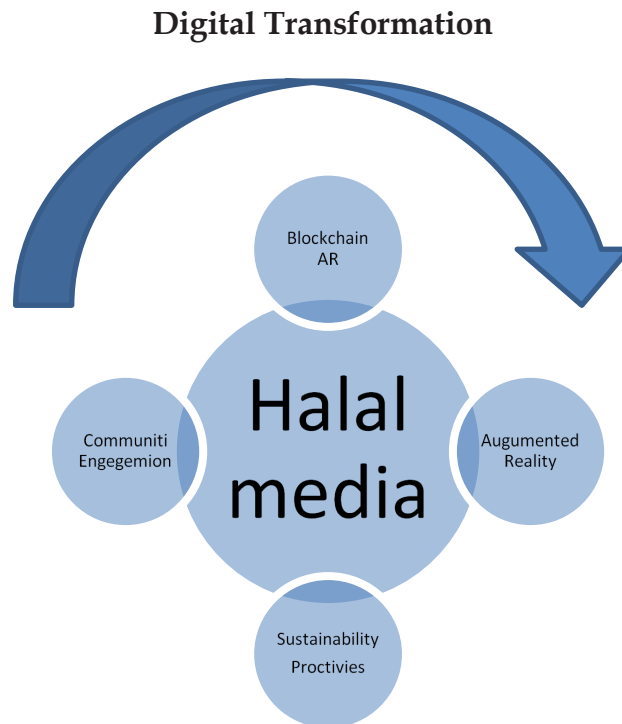 Digital Transformation
Blockchain
AR
Halal
media
Communiti
Engegemion
Augumented
Reality
Sustainability
Proctivies